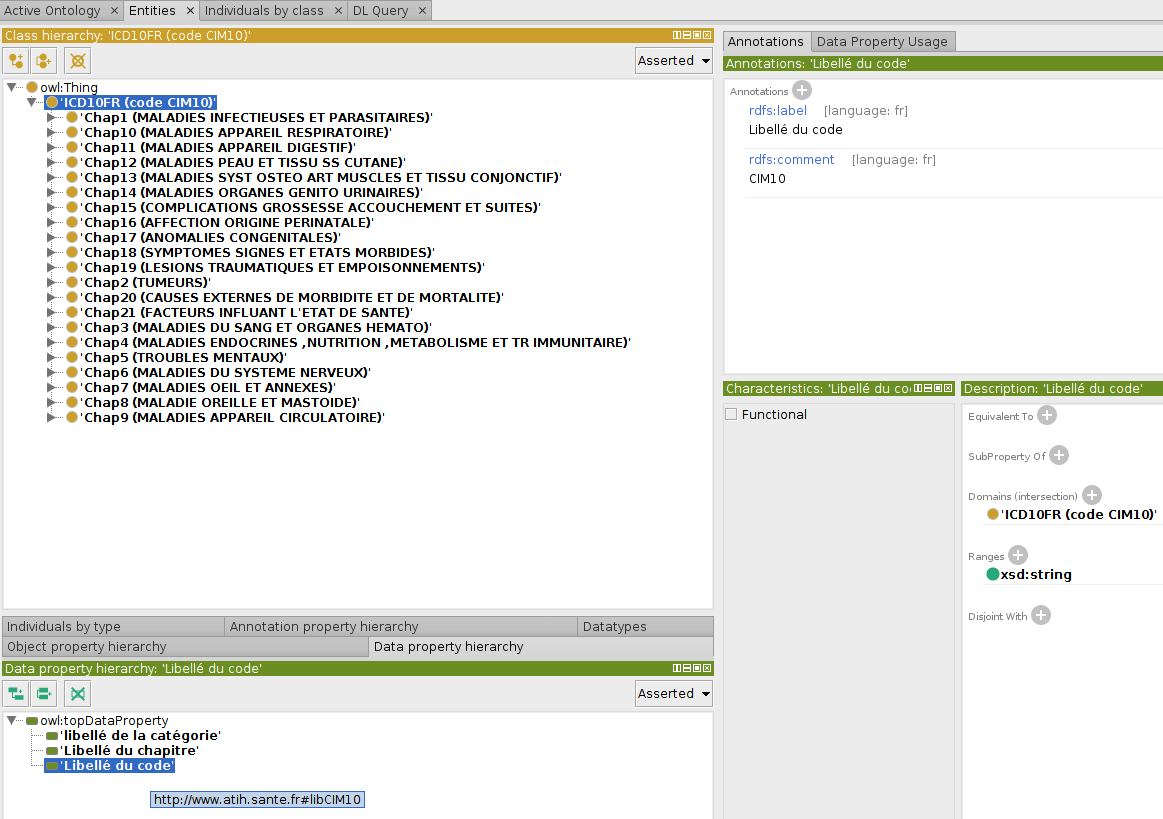 Active Ontology × Entities × Individuals by class × DL Query ×
Class hierarchy: 'ICD10FR (code CIM10)'
Asserted
owl:Thing
'ICD10FR (code CIM10)'
'Chap1 (MALADIES INFECTIEUSES ET PARASITAIRES)'
'Chap10 (MALADIES APPAREIL RESPIRATOIRE)'
'Chap11 (MALADIES APPAREIL DIGESTIF)'
'Chap12 (MALADIES PEAU ET TISSU SS CUTANE)'
'Chap13 (MALADIES SYST OSTEO ART MUSCLES ET TISSU CONJONCTIF)'
'Chap14 (MALADIES ORGANES GENITO URINAIRES)'
'Chap15 (COMPLICATIONS GROSSESSE ACCOUCHEMENT ET SUITES)'
'Chap16 (AFFECTION ORIGINE PERINATALE)'
'Chap17 (ANOMALIES CONGENITALES)'
'Chap18 (SYMPTOMES SIGNES ET ETATS MORBIDES)'
'Chap19 (LESIONS TRAUMATIQUES ET EMPOISONNEMENTS)'
'Chap2 (TUMEURS)'
'Chap20 (CAUSES EXTERNES DE MORBIDITE ET DE MORTALITE)'
'Chap21 (FACTEURS INFLUANT L'ETAT DE SANTE)'
'Chap3 (MALADIES DU SANG ET ORGANES HEMATO)'
'Chap4 (MALADIES ENDOCRINES ,NUTRITION ,METABOLISME ET TR IMMUNITAIRE)'
'Chap5 (TROUBLES MENTAUX)'
'Chap6 (MALADIES DU SYSTEME NERVEUX)'
'Chap7 (MALADIES OEIL ET ANNEXES)'
'Chap8 (MALADIE OREILLE ET MASTOIDE)'
'Chap9 (MALADIES APPAREIL CIRCULATOIRE)'
Individuals by type Annotation property hierarchy Datatypes
Object property hierarchy Data property hierarchy
Data property hierarchy: 'Libellé du code'
Asserted
owl:topDataProperty
'libellé de la catégorie'
'Libellé du chapitre'
'Libellé du code'
http://www.atih.sante.fr#libCIM10
Annotations Data Property Usage
Annotations: 'Libellé du code'
Annotations
rdfs:label [language: fr]
Libellé du code
rdfs:comment [language: fr]
CIM10
Characteristics: 'Libellé du co
Functional
Description: 'Libellé du code'
Equivalent To
SubProperty Of
Domains (intersection)
'ICD10FR (code CIM10)'
Ranges
xsd:string
Disjoint With